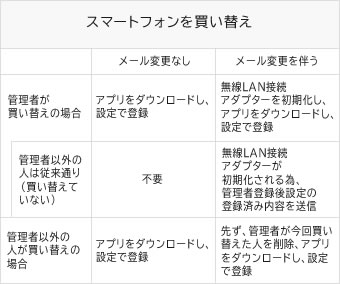 スマートフォンを買い替え
メール変更なし
メール変更を伴う
管理者が
買い替えの場合
アプリをダウンロードし、
設定で登録
無線LAN接続
アダプターを初期化し、
アプリをダウンロードし、
設定で登録
管理者以外の
人は従来通り
（買い替えて
いない）
不要
無線LAN接続
アダプターが
初期化される為、
管理者登録後設定の
登録済み内容を送信
管理者以外の
人が買い替えの
場合
アプリをダウンロードし、
設定で登録
先ず、管理者が今回買い
替えた人を削除、アプリ
をダウンロードし、設定
で登録